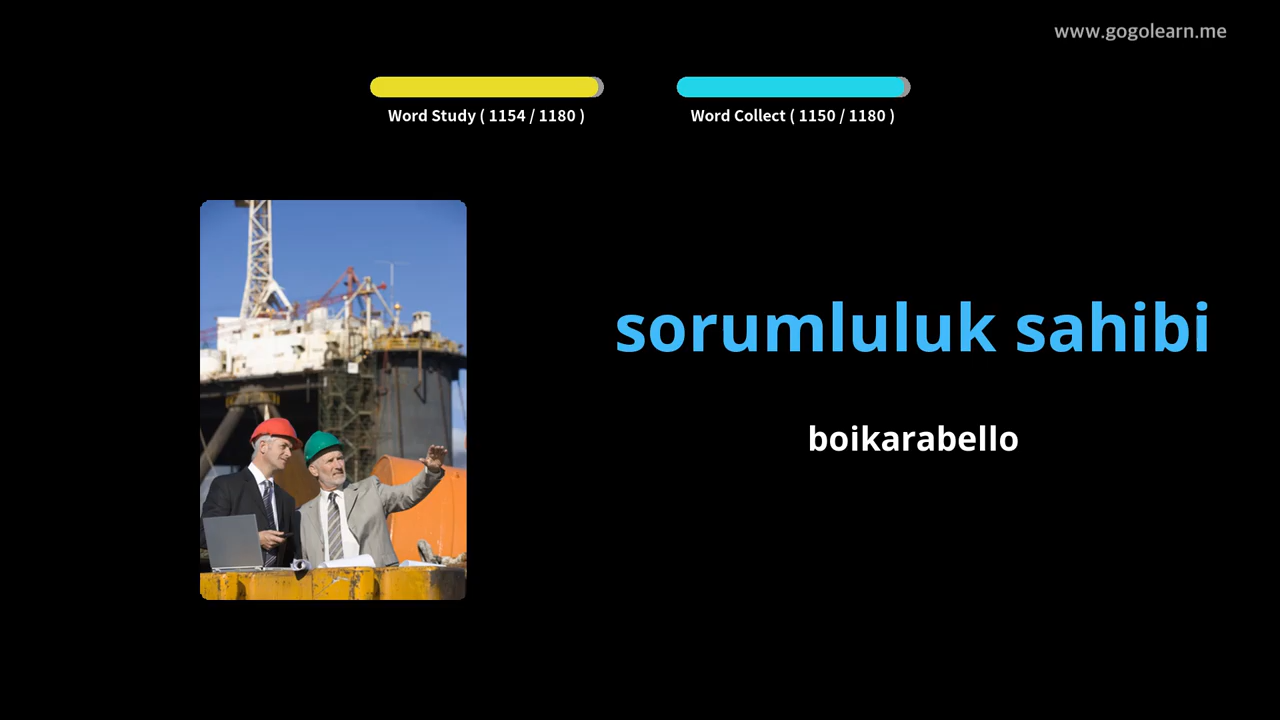 www.gogolearn.me
Word Study ( 1154 / 1180 )
Word Collect ( 1150 / 1180 )
sorumluluk sahibi
boikarabello